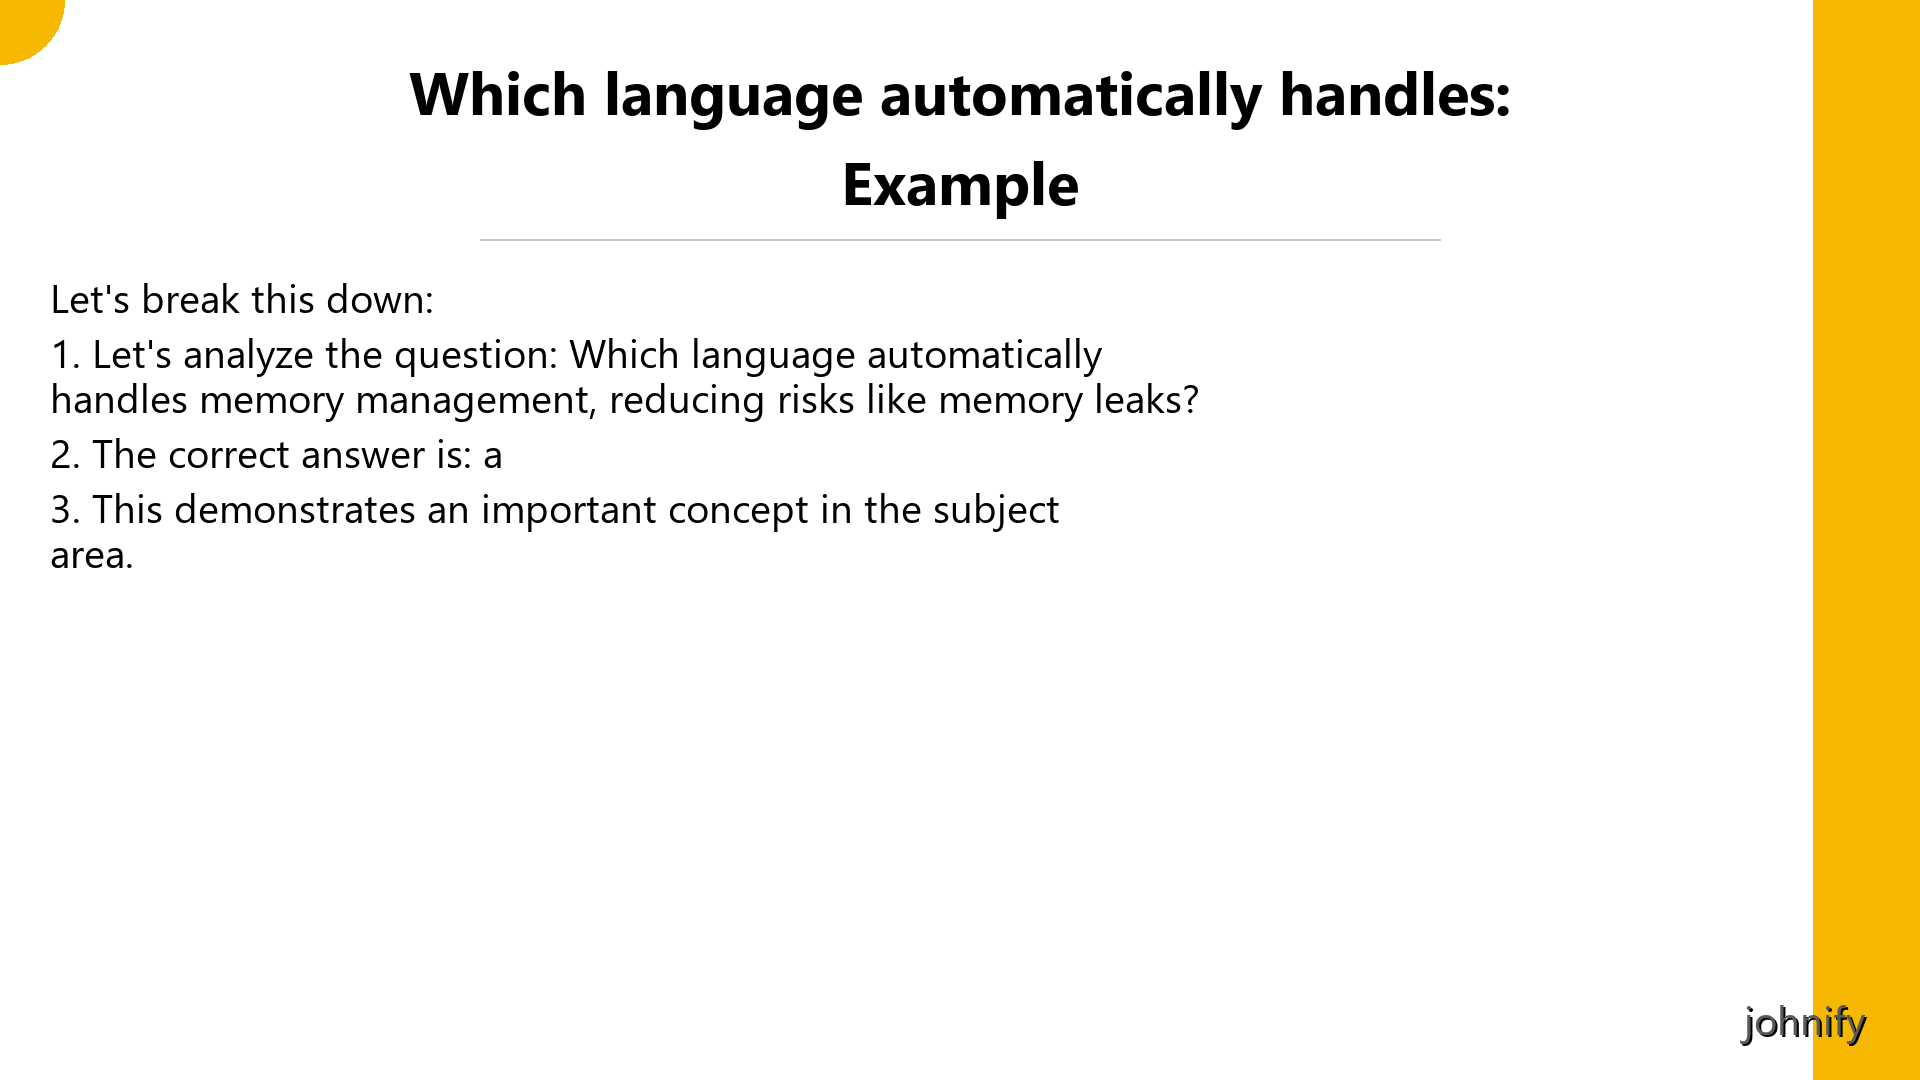 Which language automatically handles:
Example
Let's break this down:
1. Let's analyze the question: Which language automatically
handles memory management, reducing risks like memory leaks?
2. The correct answer is: a
3. This demonstrates an important concept in the subject
area.
johnify